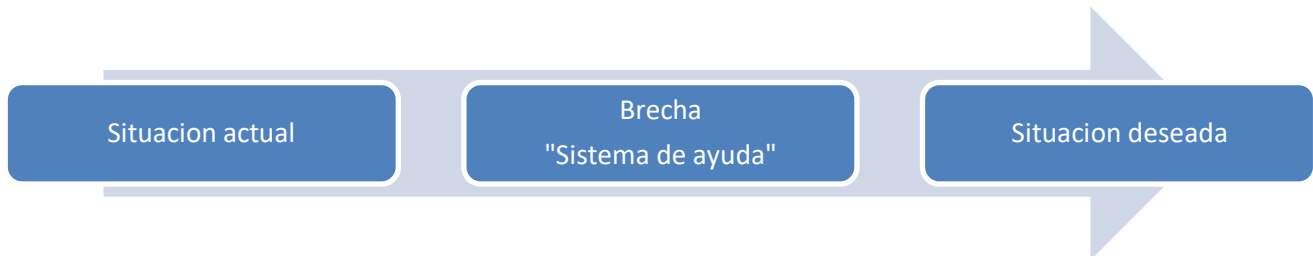 Situacion actual
Brecha
"Sistema de ayuda"
Situacion deseada